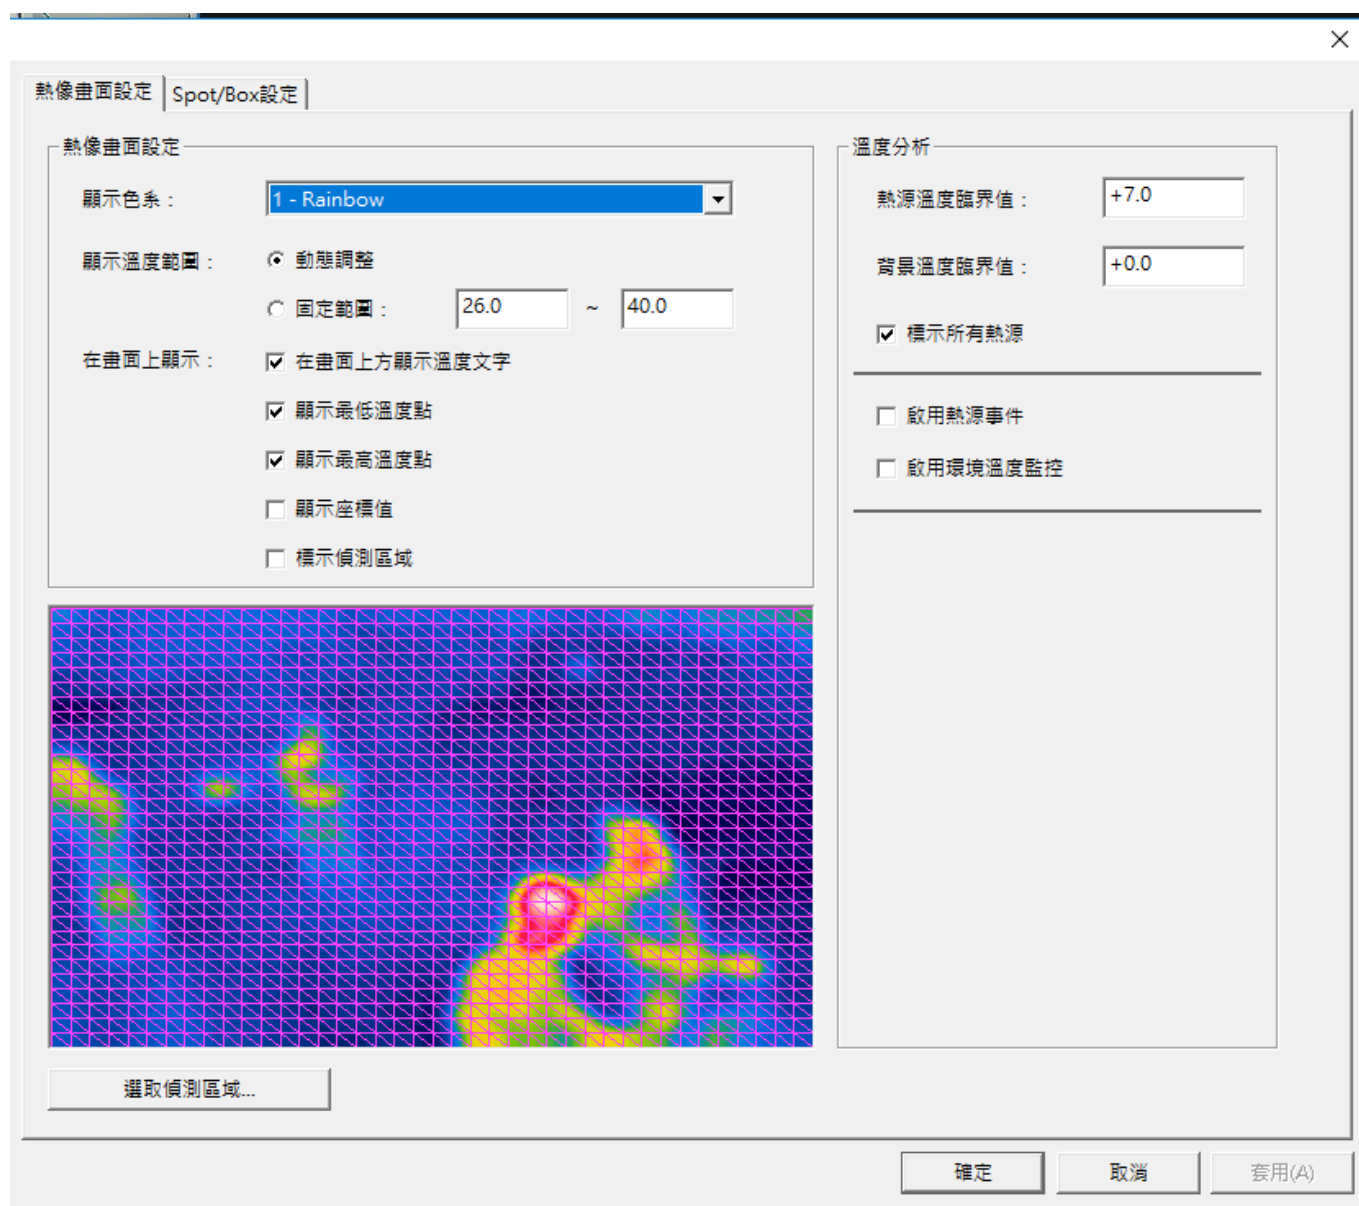 熱像畫面設定 Spot/Box設定
熱像畫面設定
顯示色系：
1 - Rainbow
顯示溫度範圍：
動態調整
固定範圍：
26.0 ~ 40.0
在畫面上顯示：
在畫面上方顯示溫度文字
顯示最低溫度點
顯示最高溫度點
顯示座標值
標示偵測區域
選取偵測區域...
溫度分析
熱源溫度臨界值：
+7.0
背景溫度臨界值：
+0.0
標示所有熱源
啟用熱源事件
啟用環境溫度監控
確定 取消 套用(A)